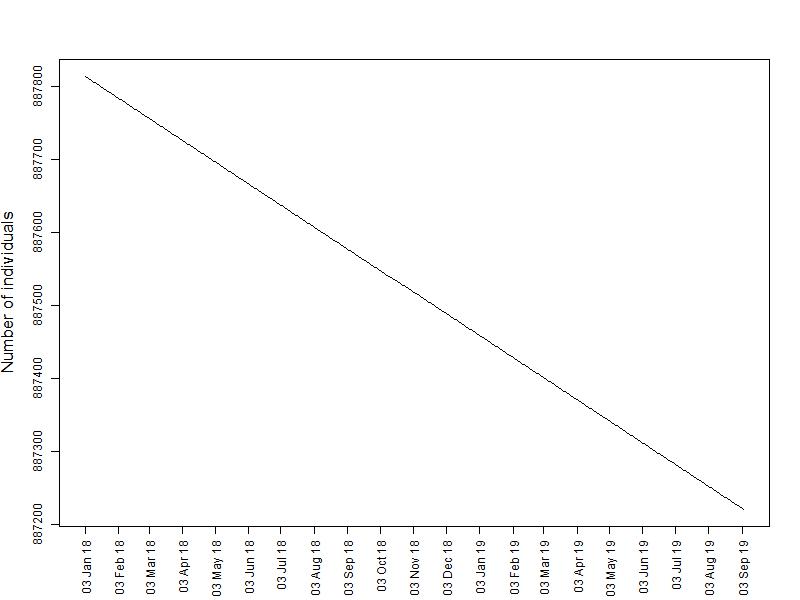 Number of individuals
887800
887700
887600
887500
887400
887300
887200
03 Jan 18
03 Feb 18
03 Mar 18
03 Apr 18
03 May 18
03 Jun 18
03 Jul 18
03 Aug 18
03 Sep 18
03 Oct 18
03 Nov 18
03 Dec 18
03 Jan 19
03 Feb 19
03 Mar 19
03 Apr 19
03 May 19
03 Jun 19
03 Jul 19
03 Aug 19
03 Sep 19